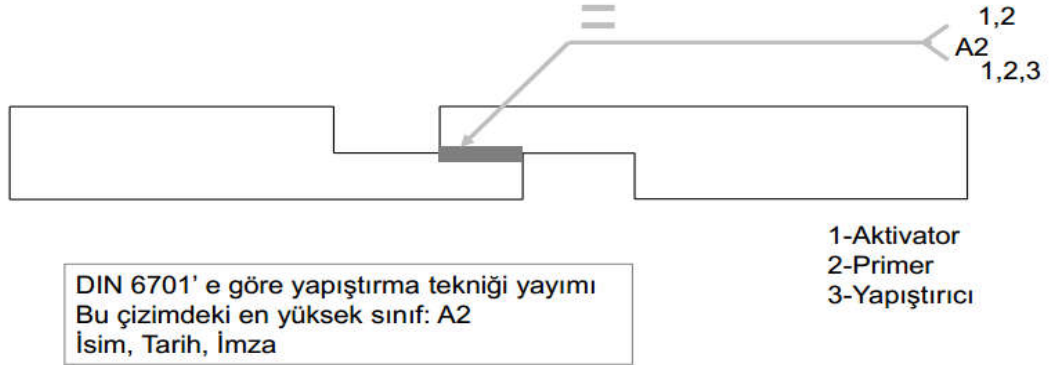 1,2
A2
1,2,3
1-Aktivator
2-Primer
3-Yapıştırıcı
DIN 6701' e göre yapıştırma tekniği yayımı
Bu çizimdeki en yüksek sınıf: A2
İsim, Tarih, İmza